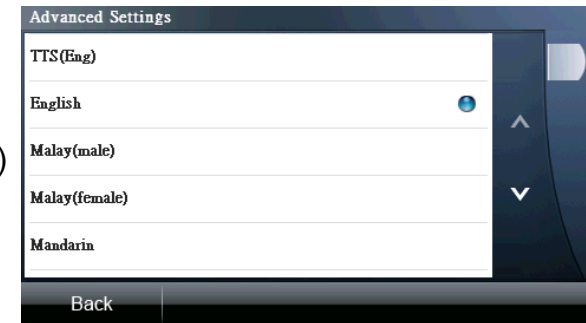 Advanced Settings
TTS(Eng)
English
Malay(male)
)
Malay(female)
Mandarin
Back